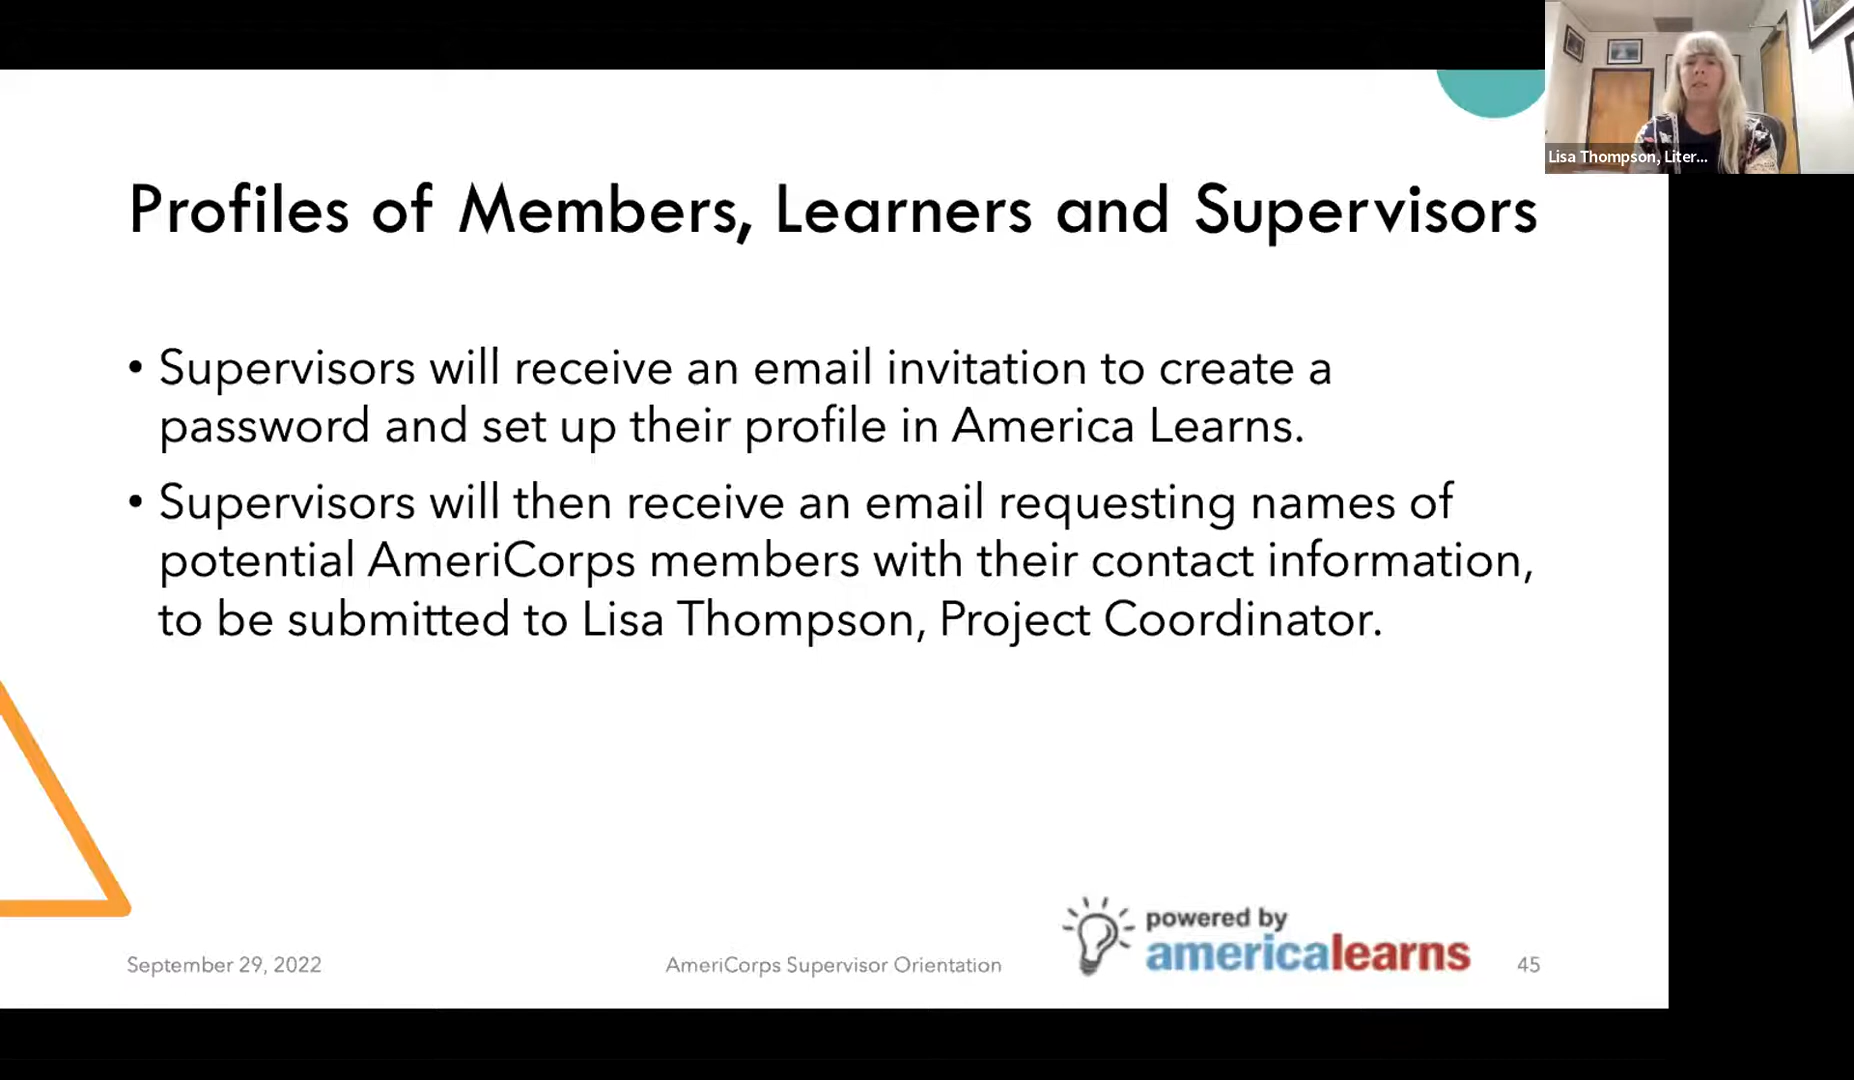 Lisa Thompson, Liter...
Profiles of Members, Learners and Supervisors
• Supervisors will receive an email invitation to create a
password and set up their profile in America Learns.
• Supervisors will then receive an email requesting names of
potential AmeriCorps members with their contact information,
to be submitted to Lisa Thompson, Project Coordinator.
powered by
americalearns
September 29, 2022
AmeriCorps Supervisor Orientation
45